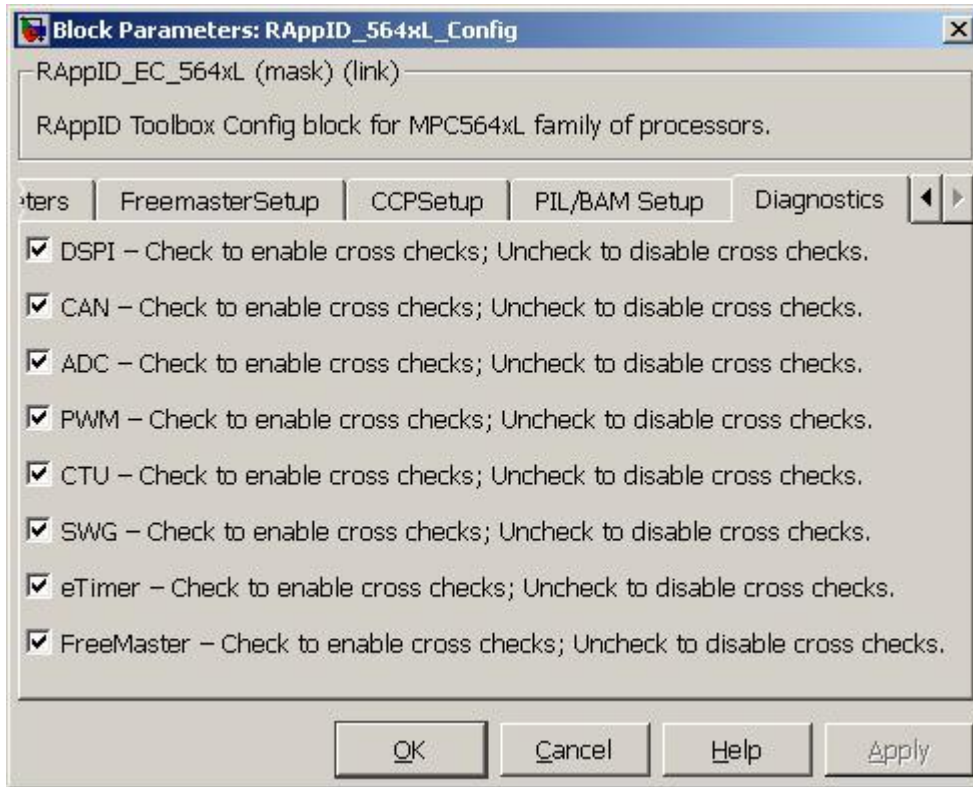 Block Parameters: RAppID_564xL_Config
RAppID_EC_564xL (mask) (link)
RAppID Toolbox Config block for MPC564xL family of processors.
FreemasterSetup CCPSetup PIL/BAM Setup Diagnostics
DSPI – Check to enable cross checks; Uncheck to disable cross checks.
CAN – Check to enable cross checks; Uncheck to disable cross checks.
ADC – Check to enable cross checks; Uncheck to disable cross checks.
PWM – Check to enable cross checks; Uncheck to disable cross checks.
CTU – Check to enable cross checks; Uncheck to disable cross checks.
SWG – Check to enable cross checks; Uncheck to disable cross checks.
eTimer – Check to enable cross checks; Uncheck to disable cross checks.
FreeMaster – Check to enable cross checks; Uncheck to disable cross checks.
OK Cancel Help Apply